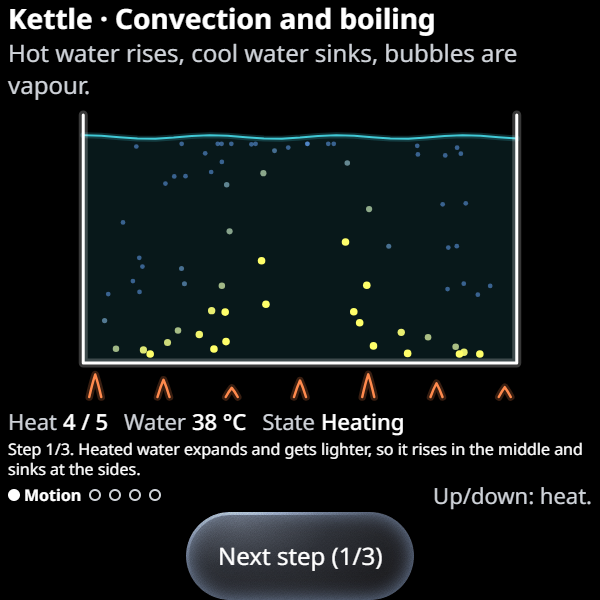 Kettle · Convection and boiling
Hot water rises, cool water sinks, bubbles are
vapour.
Heat 4 / 5 Water 38 °C State Heating
Step 1/3. Heated water expands and gets lighter, so it rises in the middle and
sinks at the sides.
Motion
Up/down: heat.
Next step (1/3)